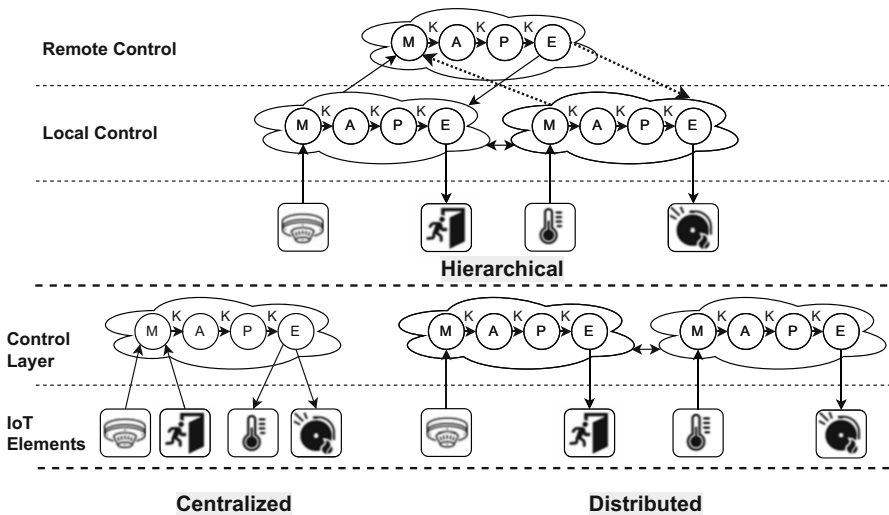 K K K
Remote Control M A P E
K K K K K K
Local Control M A P E M A P E
Hierarchical
K K K K K K K K K
Control
Layer
M A P E M A P E M A P E
IoT
Elements
Centralized Distributed